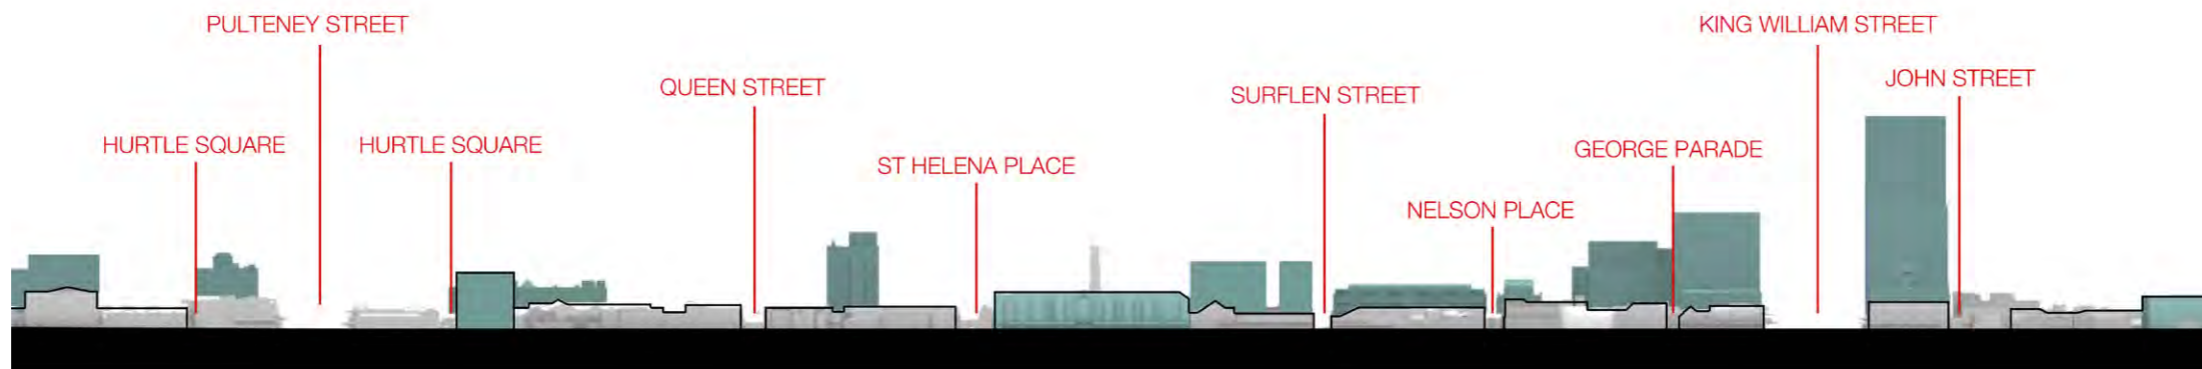 PULTENEY STREET
KING WILLIAM STREET
QUEEN STREET
SURFLEN STREET
JOHN STREET
HURTLE SQUARE
HURTLE SQUARE
ST HELENA PLACE
GEORGE PARADE
NELSON PLACE